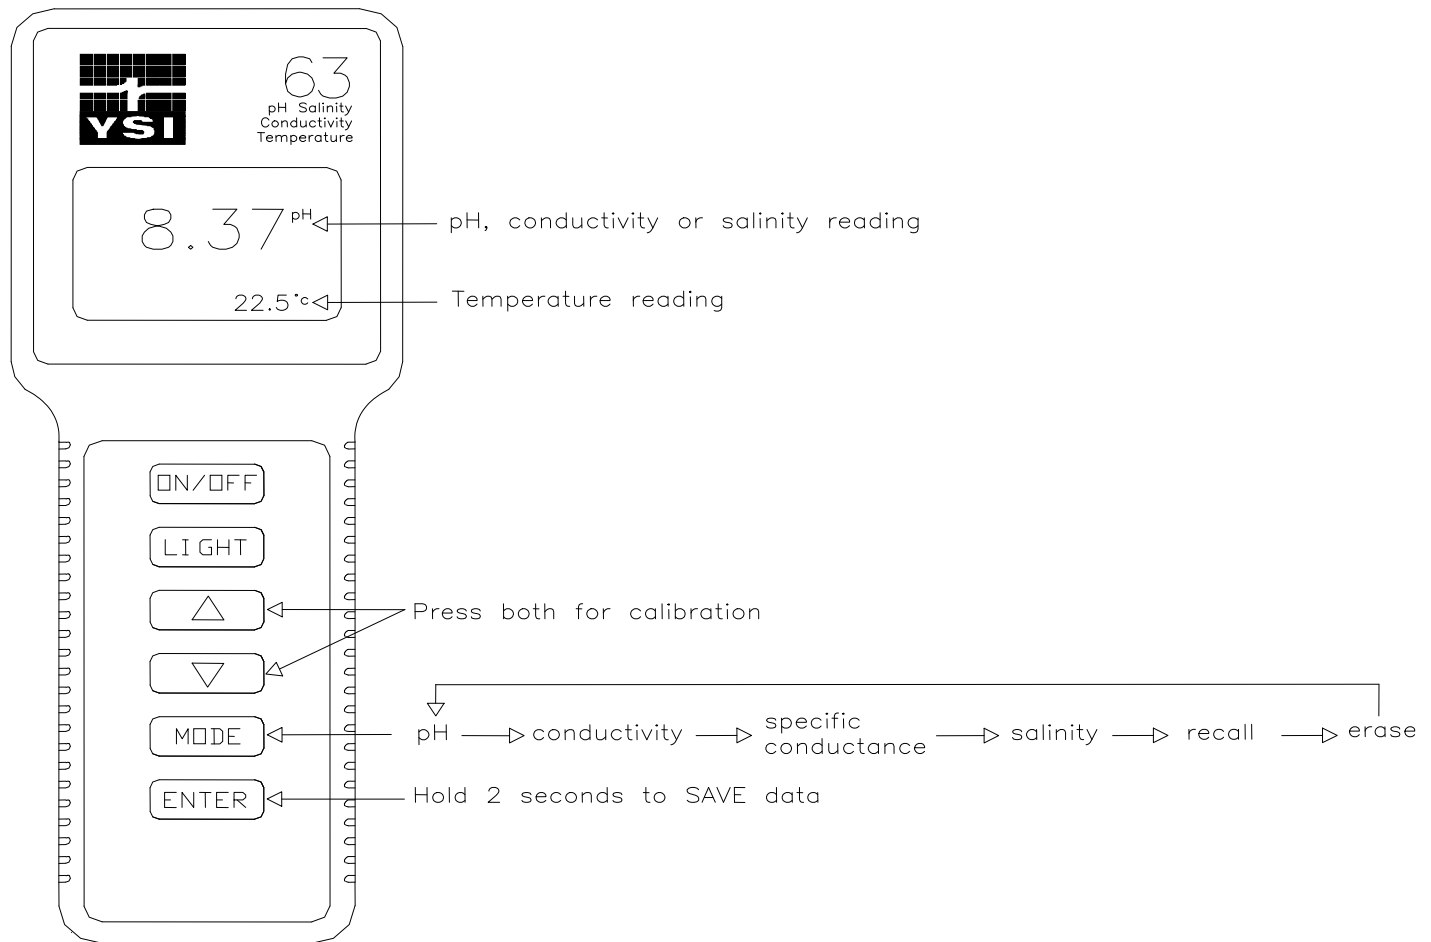 63
pH Salinity
Conductivity
Temperature
YSI
8.37 pH
pH, conductivity or salinity reading
22.5°c
Temperature reading
ON/OFF
LIGHT
Press both for calibration
MODE
pH
conductivity
specific
conductance
salinity
recall
erase
ENTER
Hold 2 seconds to SAVE data